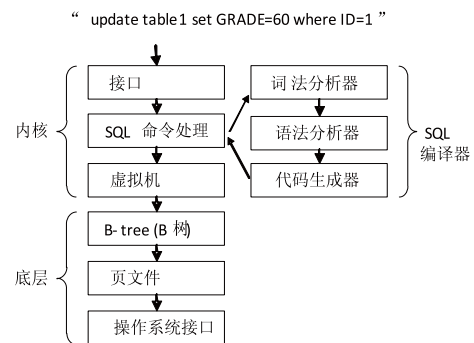 “ update table1 set GRADE=60 where ID=1 ”
接口
词法分析器
内核
SQL 命令处理
语法分析器
SQL
编译器
虚拟机
代码生成器
B-tree (B 树)
底层
页文件
操作系统接口